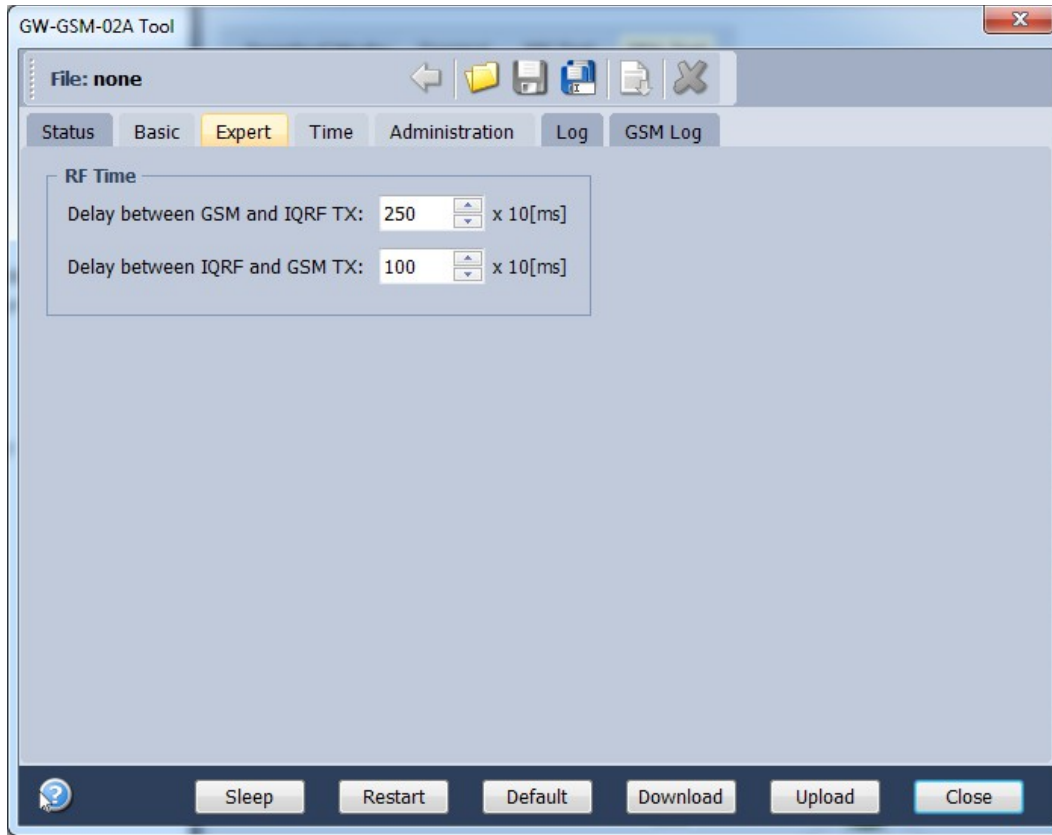 GW-GSM-02A Tool
File: none
Status Basic Expert Time Administration Log GSM Log
RF Time
Delay between GSM and IQRF TX: 250 x 10[ms]
Delay between IQRF and GSM TX: 100 x 10[ms]
Sleep Restart Default Download Upload Close